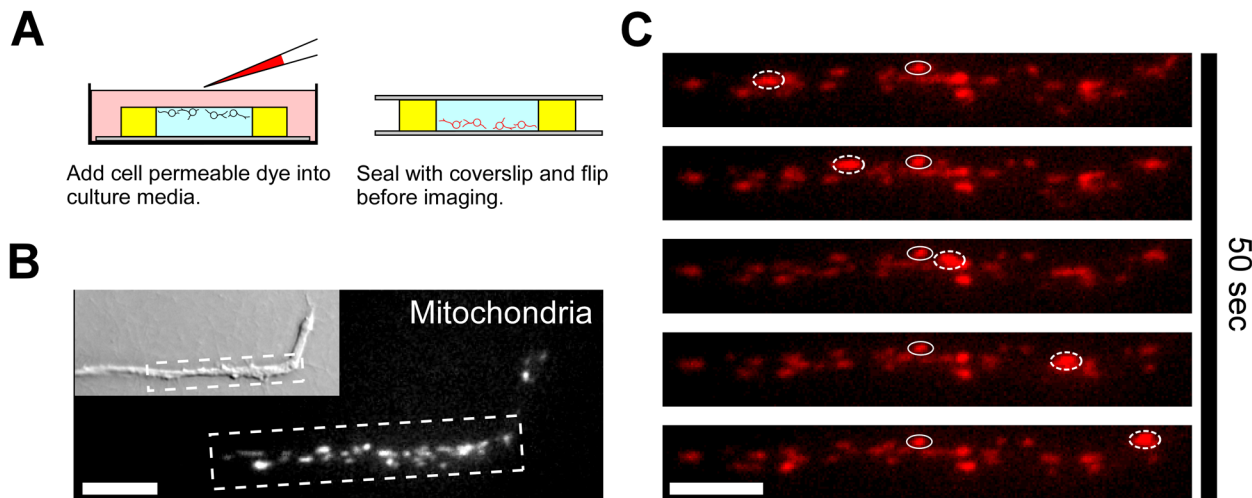 A
Add cell permeable dye into
culture media.
Seal with coverslip and flip
before imaging.
B
Mitochondria
C
50 sec